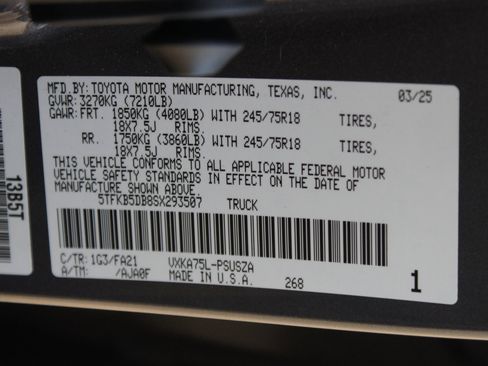 MFD.BY:TOYOTA MOTOR MANUFACTURING, TEXAS, INC. 03/25
GVWR:3270KG (7210LB)
GAWR:FRT. 1850KG (4080LB) WITH 245/75R18 TIRES,
18X7.5J RIMS.
RR. 1750KG (3860LB) WITH 245/75R18 TIRES,
18X7.5J RIMS.
THIS VEHICLE CONFORMS TO ALL APPLICABLE FEDERAL MOTOR
VEHICLE SAFETY STANDARDS IN EFFECT ON THE DATE OF
MANUFACTURE SHOWN ABOVE.
5TFKB5DB8SX293507 TRUCK
C/TR:1G3/FA21 VXKA75L-PSUSZA
A/TM: /AJA0F MADE IN U.S.A. 268 1
13B5T